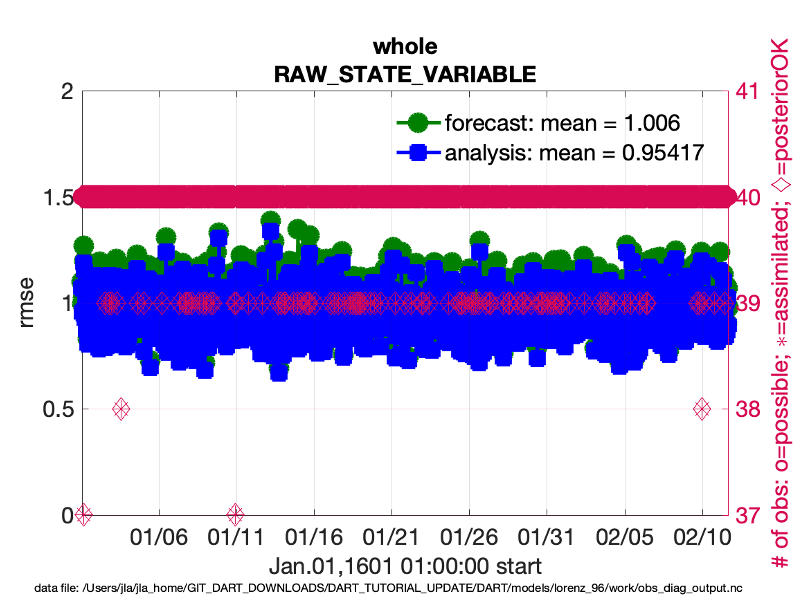 whole
RAW_STATE_VARIABLE
forecast: mean = 1.006
analysis: mean = 0.95417
2
1.5
1
0.5
0
rmse
41
40
39
38
37
# of obs: o=possible; ∗=assimilated; ◇=posteriorOK
01/06 01/11 01/16 01/21 01/26 01/31 02/05 02/10
Jan.01,1601 01:00:00 start
data file: /Users/jla/jla_home/GIT_DART_DOWNLOADS/DART_TUTORIAL_UPDATE/DART/models/lorenz_96/work/obs_diag_output.nc